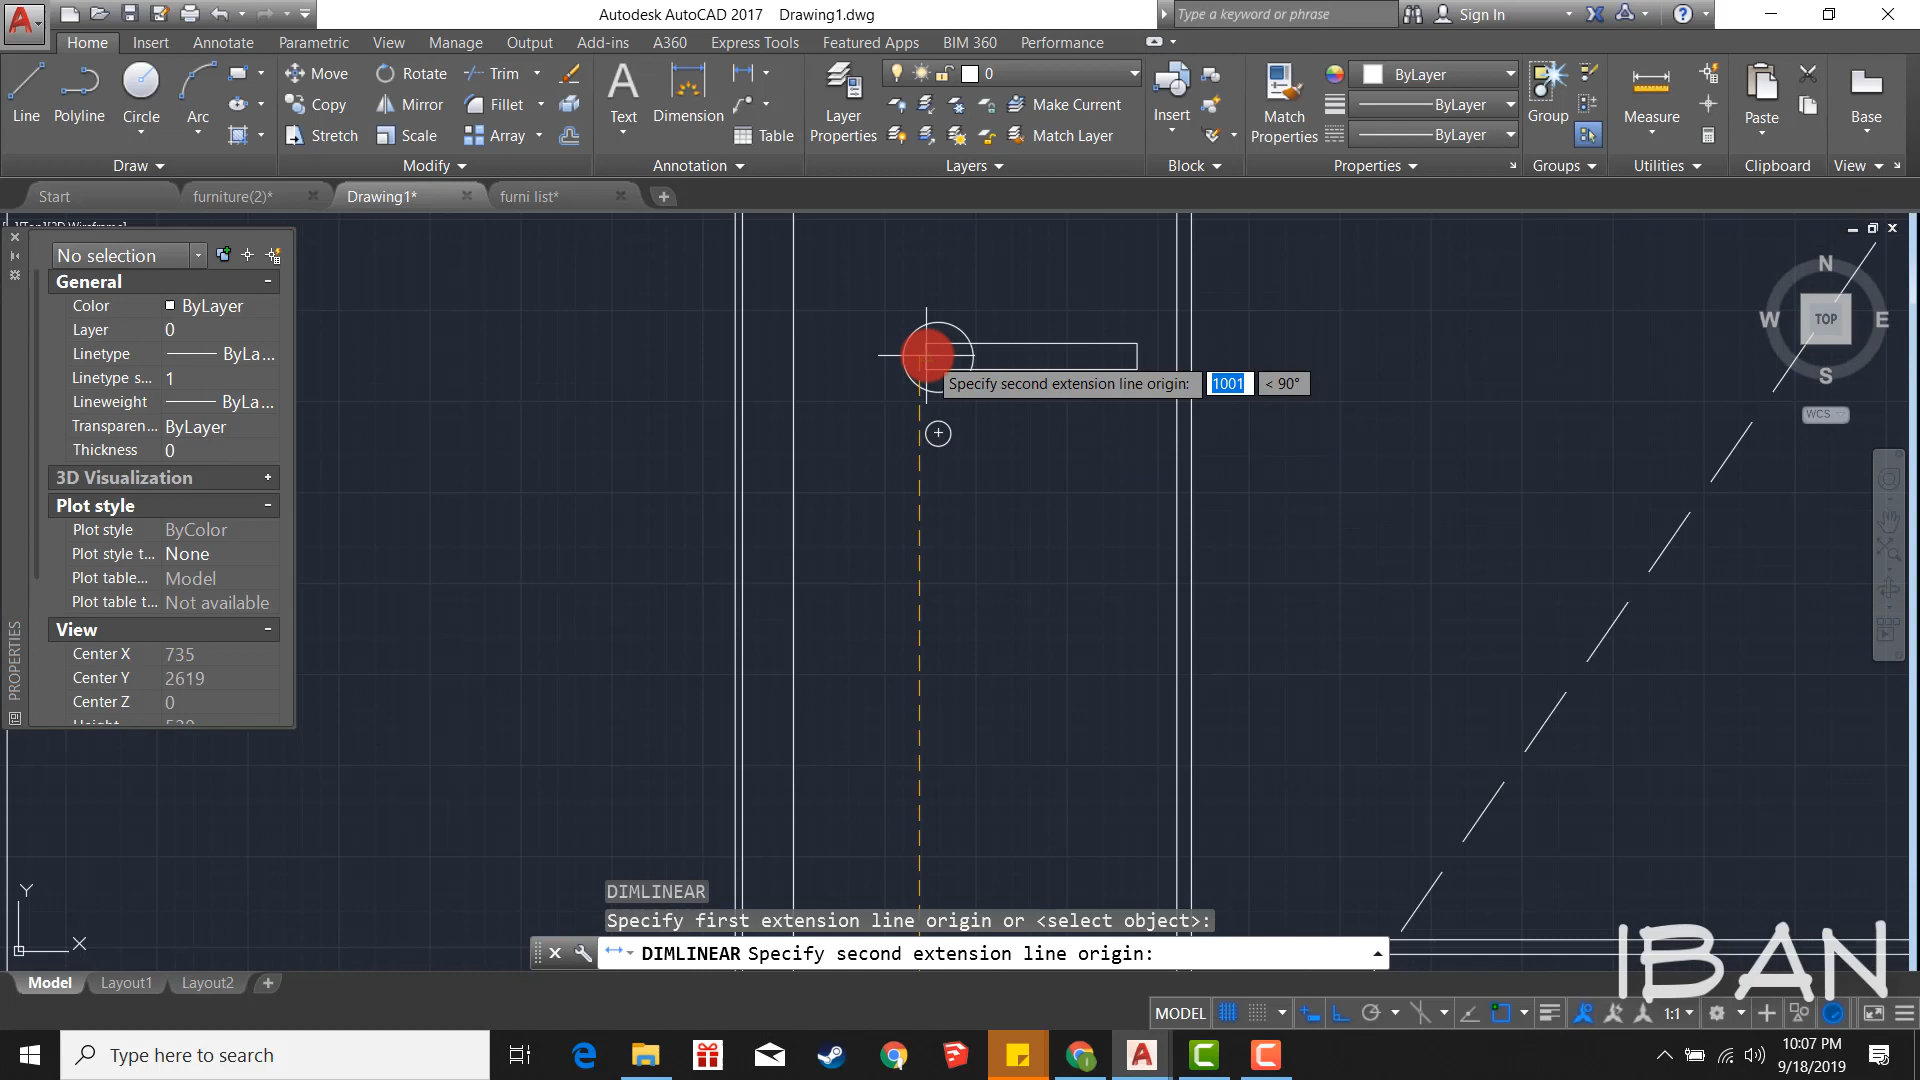 Autodesk AutoCAD 2017 Drawing1.dwg
Type a keyword or phrase
Sign In
Home Insert Annotate Parametric View Manage Output Add-ins A360 Express Tools Featured Apps BIM 360 Performance
Line Polyline Circle Arc
Move Rotate Trim
Copy Mirror Fillet
Stretch Scale Array
Text Dimension Table
Layer Properties
0
Make Current
Match Layer
Insert
Match Properties
ByLayer
ByLayer
ByLayer
Group
Measure
Paste
Base
Draw Modify Annotation Layers Block Properties Groups Utilities Clipboard View
Start furniture(2)* Drawing1* furni list*
No selection
General
Color ByLayer
Layer 0
Linetype ByLa...
Linetype s... 1
Lineweight ByLa...
Transparen... ByLayer
Thickness 0
3D Visualization
Plot style
Plot style ByColor
Plot style t... None
Plot table... Model
Plot table t... Not available
View
Center X 735
Center Y 2619
Center Z 0
PROPERTIES
N
W TOP E
S
WCS
Specify second extension line origin: 1001 < 90°
Y
X
DIMLINEAR
Specify first extension line origin or <select object>:
DIMLINEAR Specify second extension line origin:
IBAN
Model Layout1 Layout2
MODEL 1:1
Type here to search
10:07 PM
9/18/2019